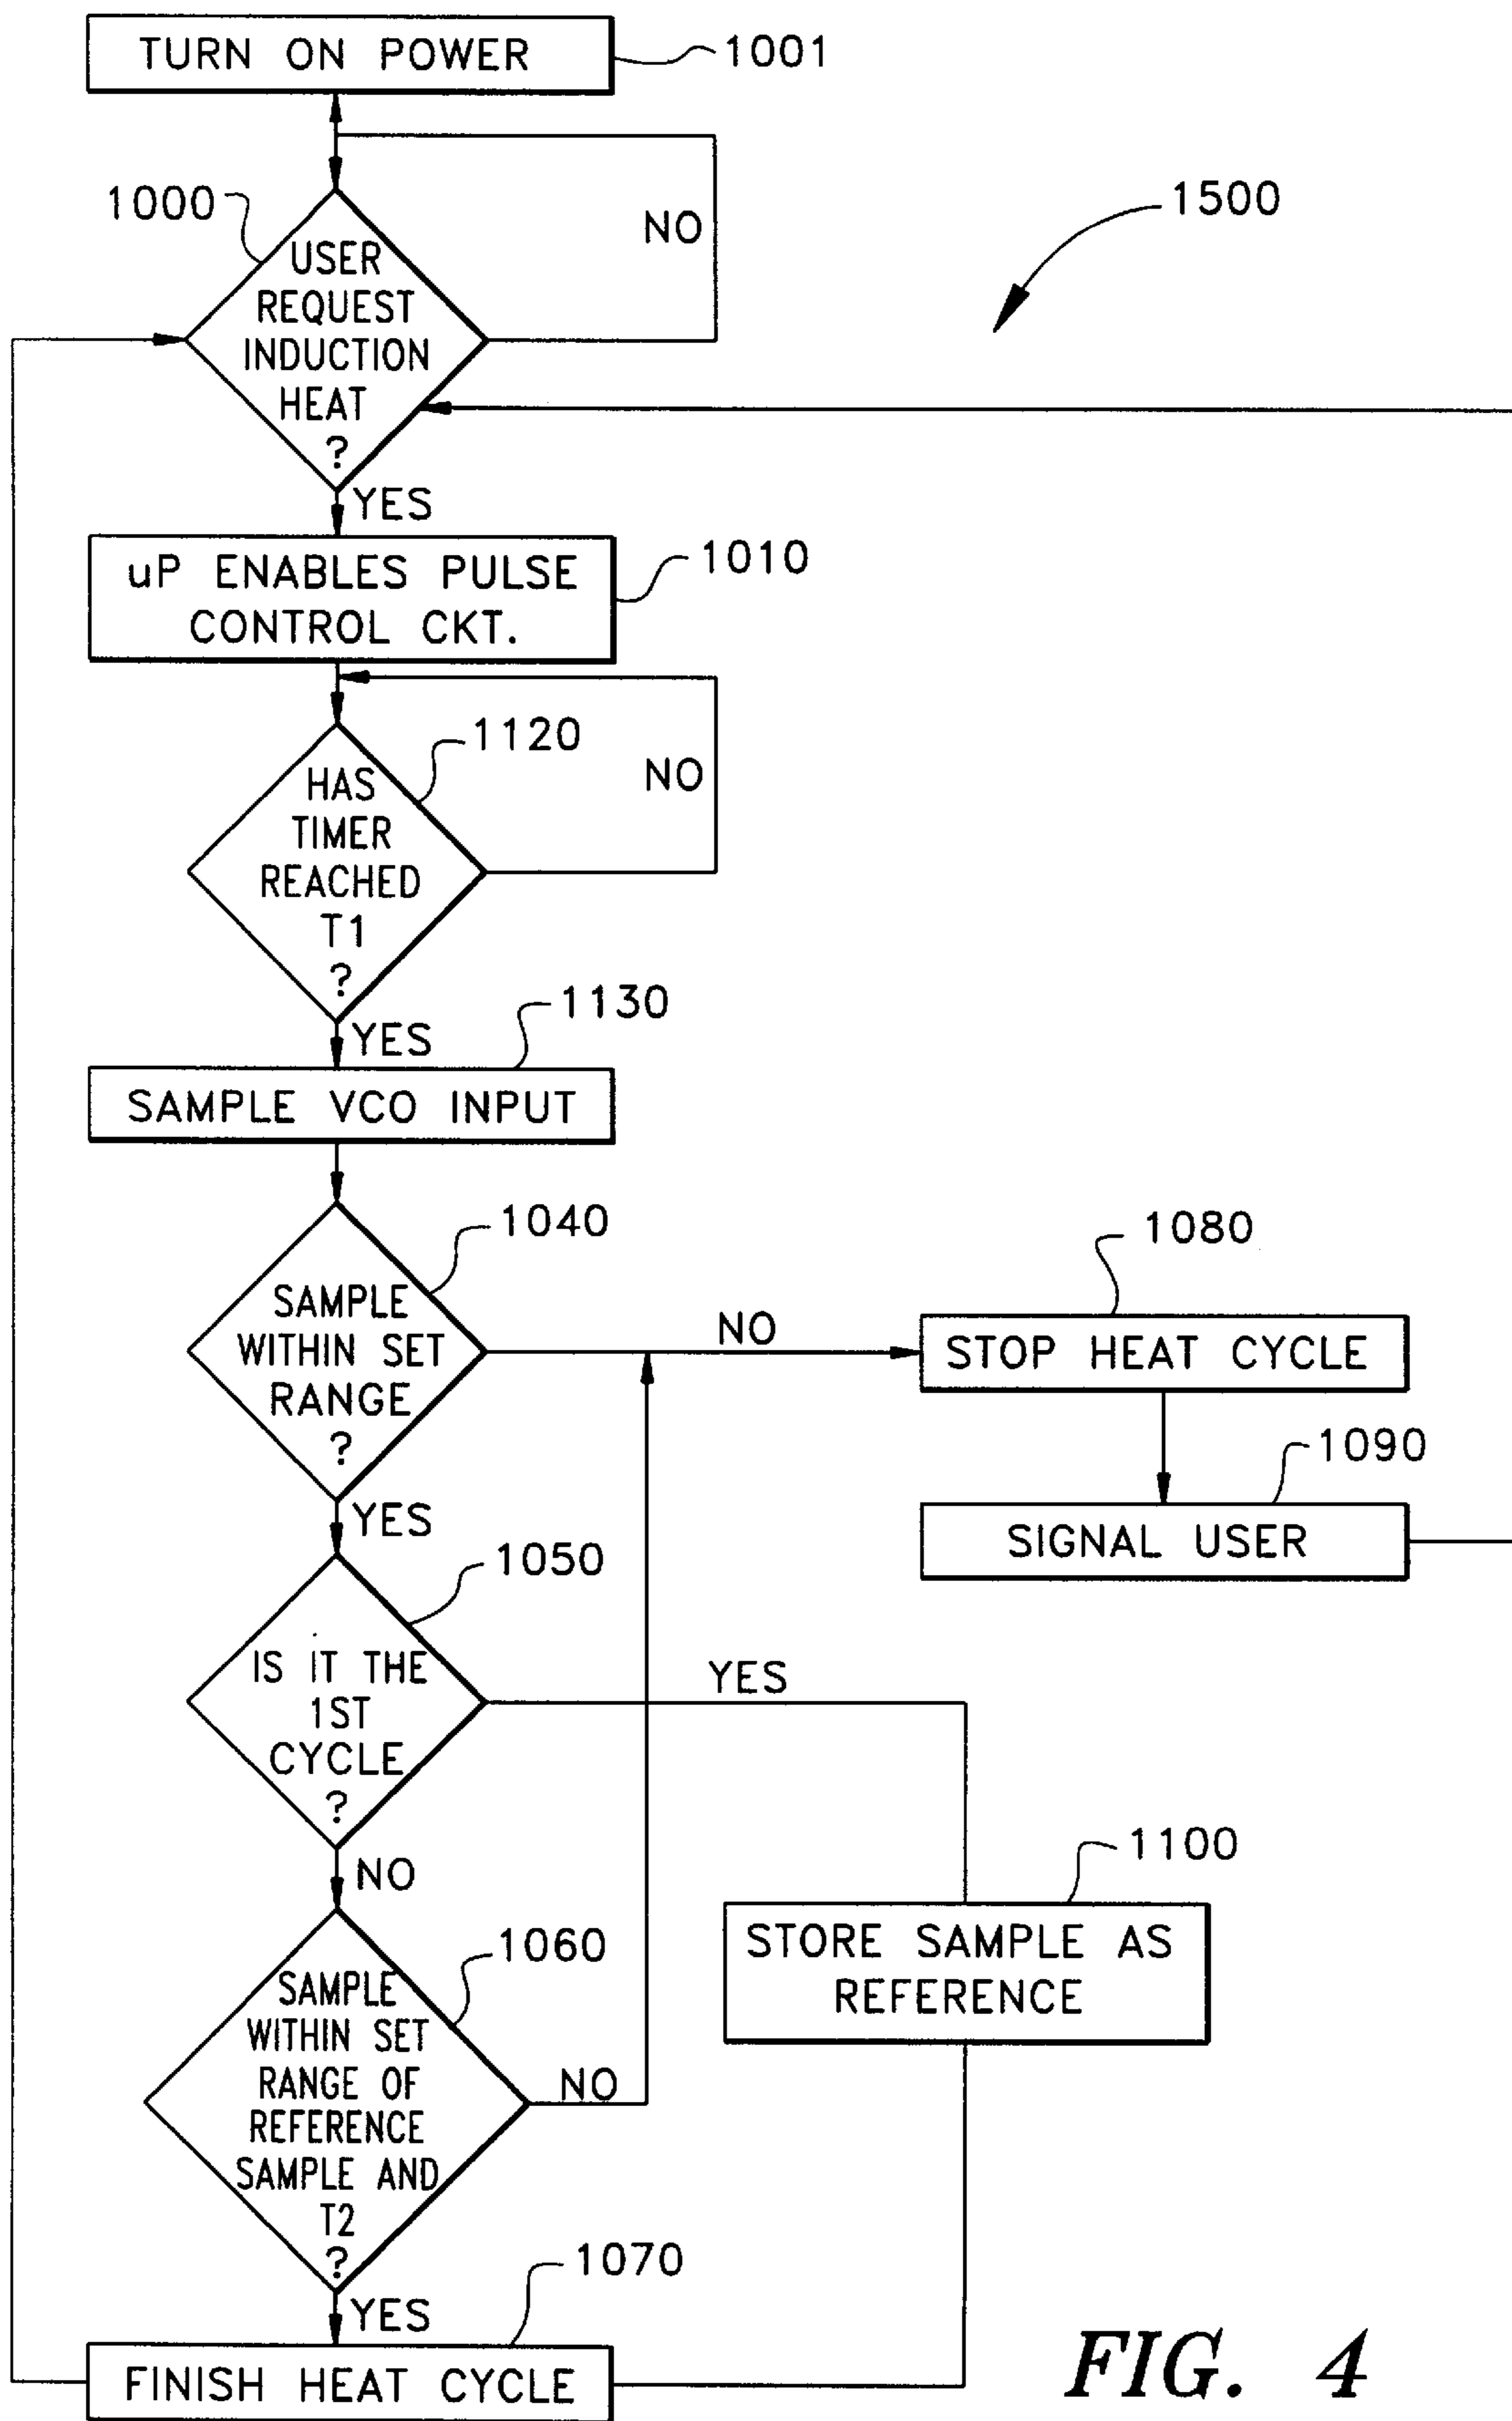 TURN ON POWER
1001
1000
USER
REQUEST
INDUCTION
HEAT
?
NO
1500
YES
uP ENABLES PULSE
CONTROL CKT.
1010
1120
HAS
TIMER
REACHED
T1
?
NO
YES
1130
SAMPLE VCO INPUT
1040
SAMPLE
WITHIN SET
RANGE
?
NO
1080
STOP HEAT CYCLE
1090
SIGNAL USER
YES
1050
IS IT THE
1ST
CYCLE
?
YES
NO
1100
STORE SAMPLE AS
REFERENCE
1060
SAMPLE
WITHIN SET
RANGE OF
REFERENCE
SAMPLE AND
T2
?
NO
YES
1070
FINISH HEAT CYCLE
FIG. 4